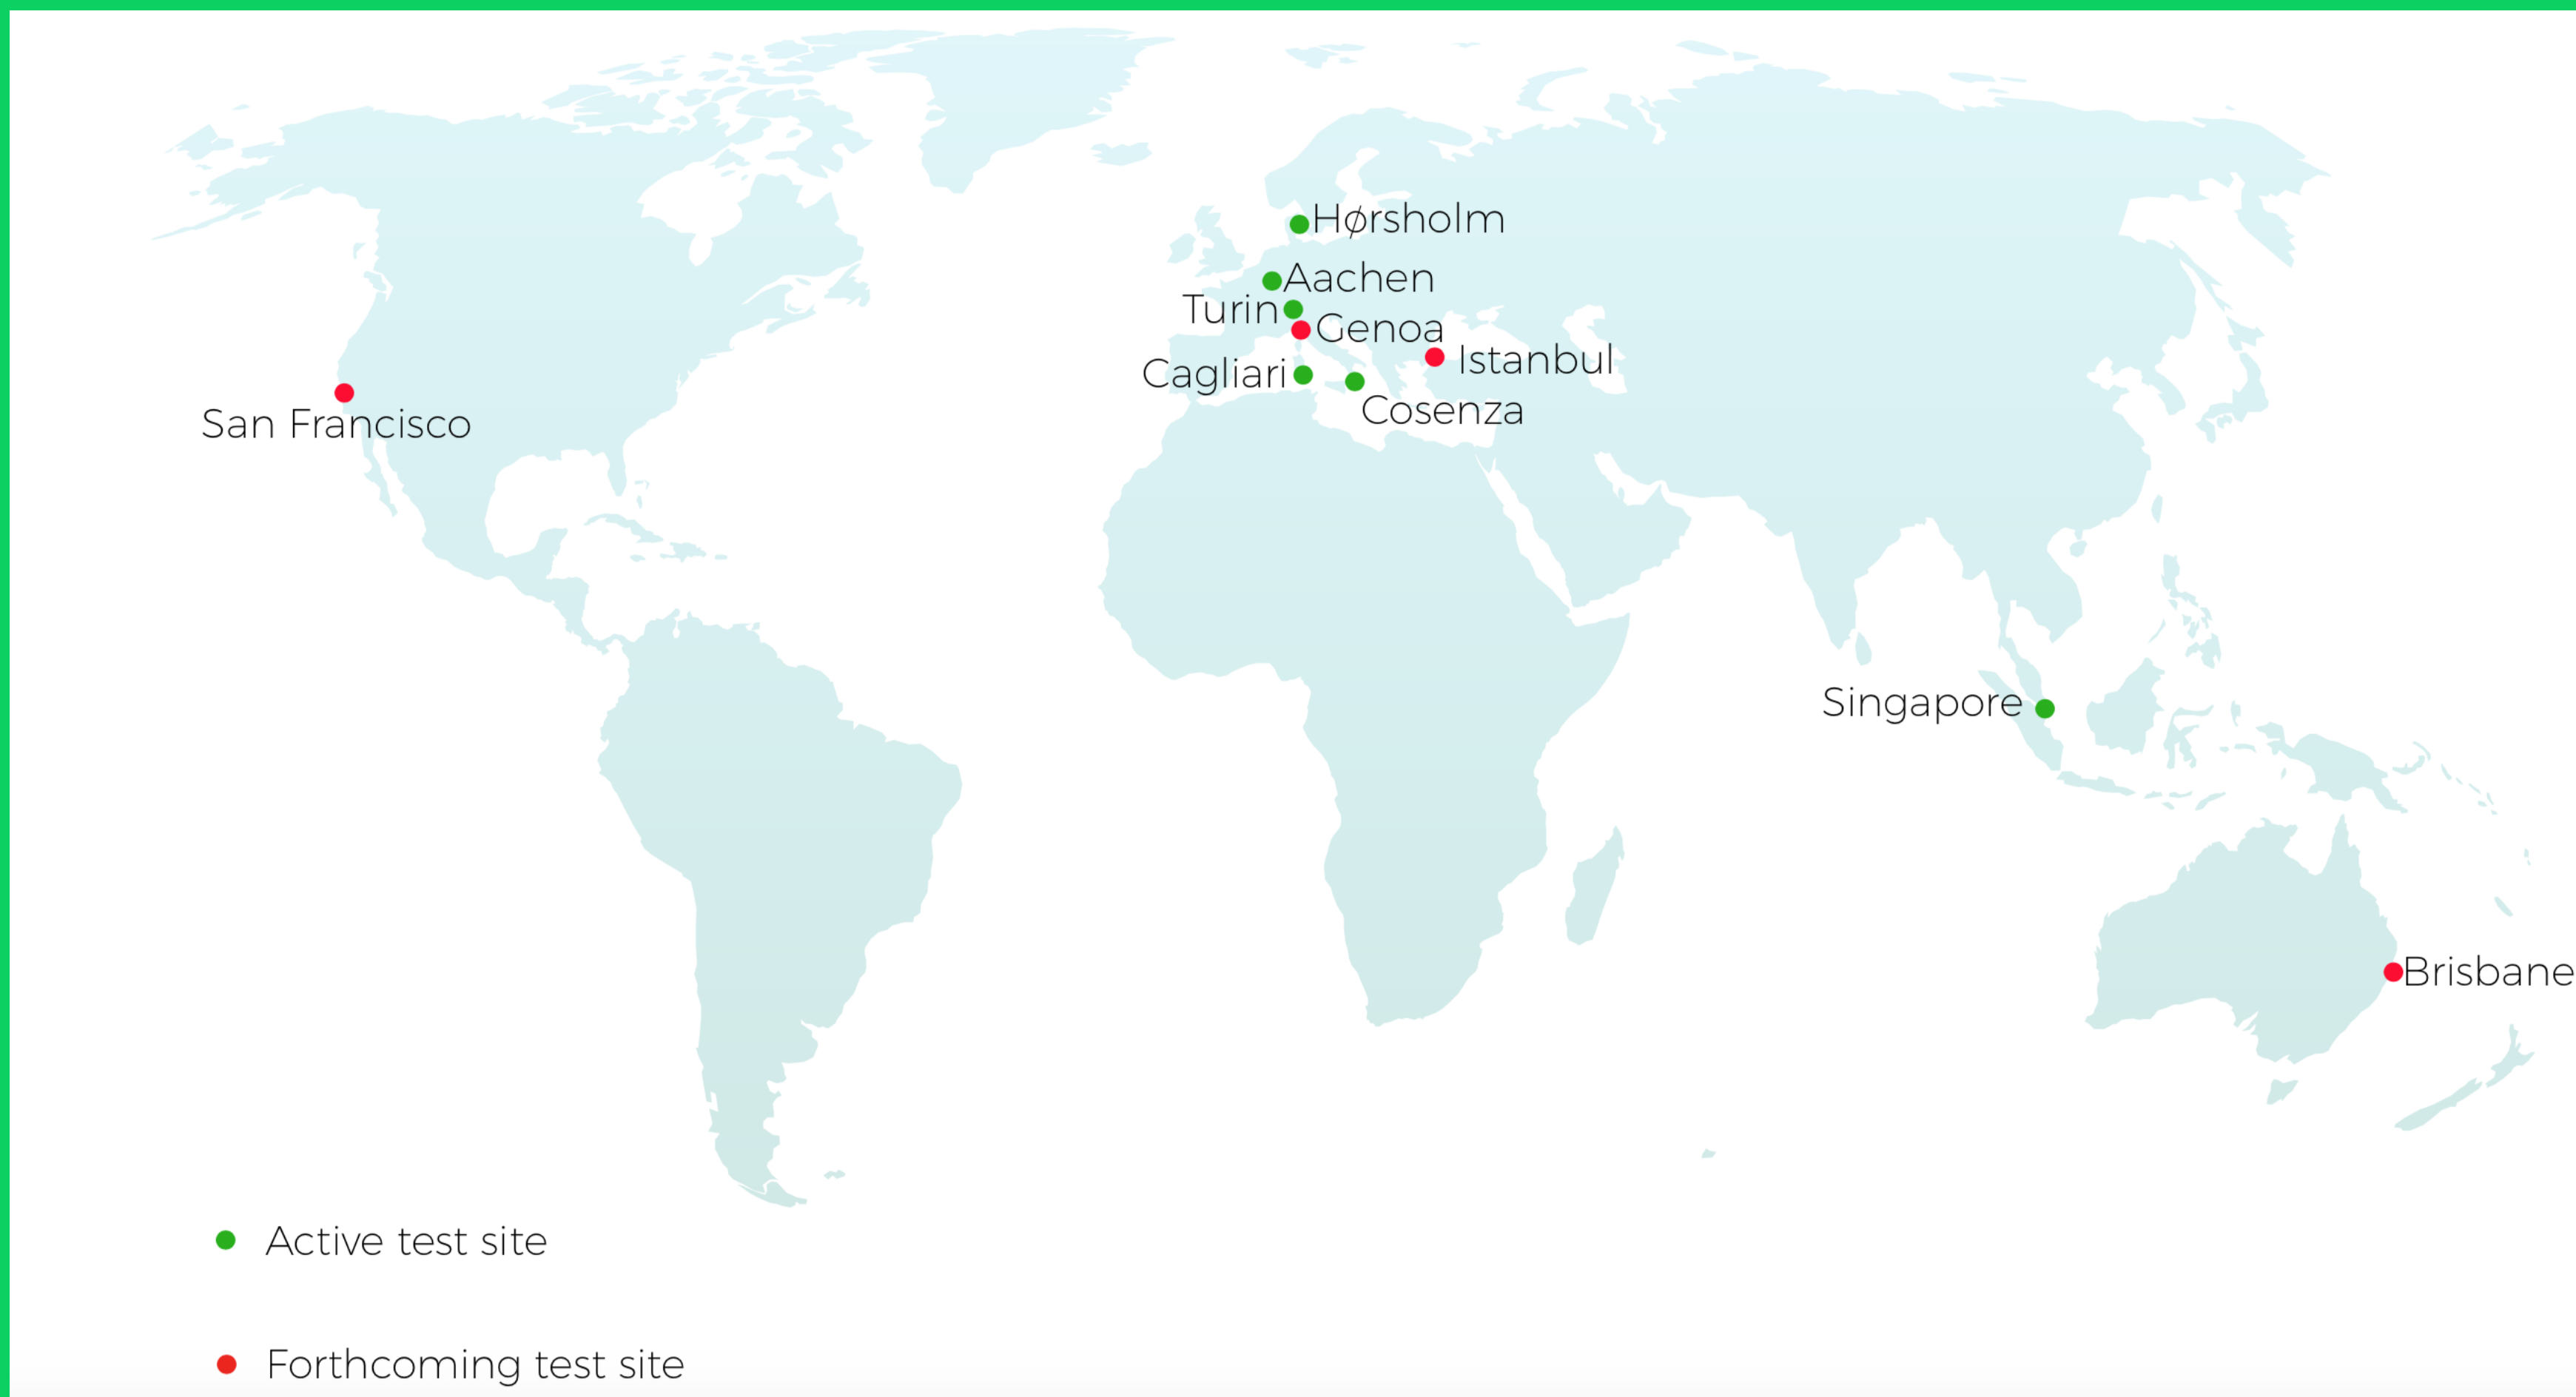 Hørsholm
Aachen
Turin
Genoa
Istanbul
Cagliari
Cosenza
San Francisco
Singapore
Brisbane
Active test site
Forthcoming test site